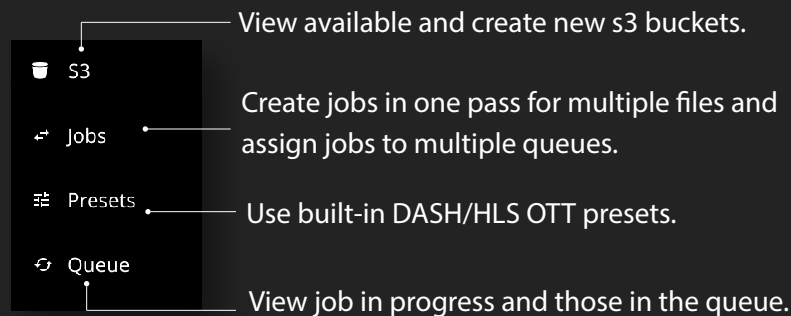 View available and create new s3 buckets.
S3
Create jobs in one pass for multiple files and
assign jobs to multiple queues.
Jobs
Presets
Use built-in DASH/HLS OTT presets.
Queue
View job in progress and those in the queue.